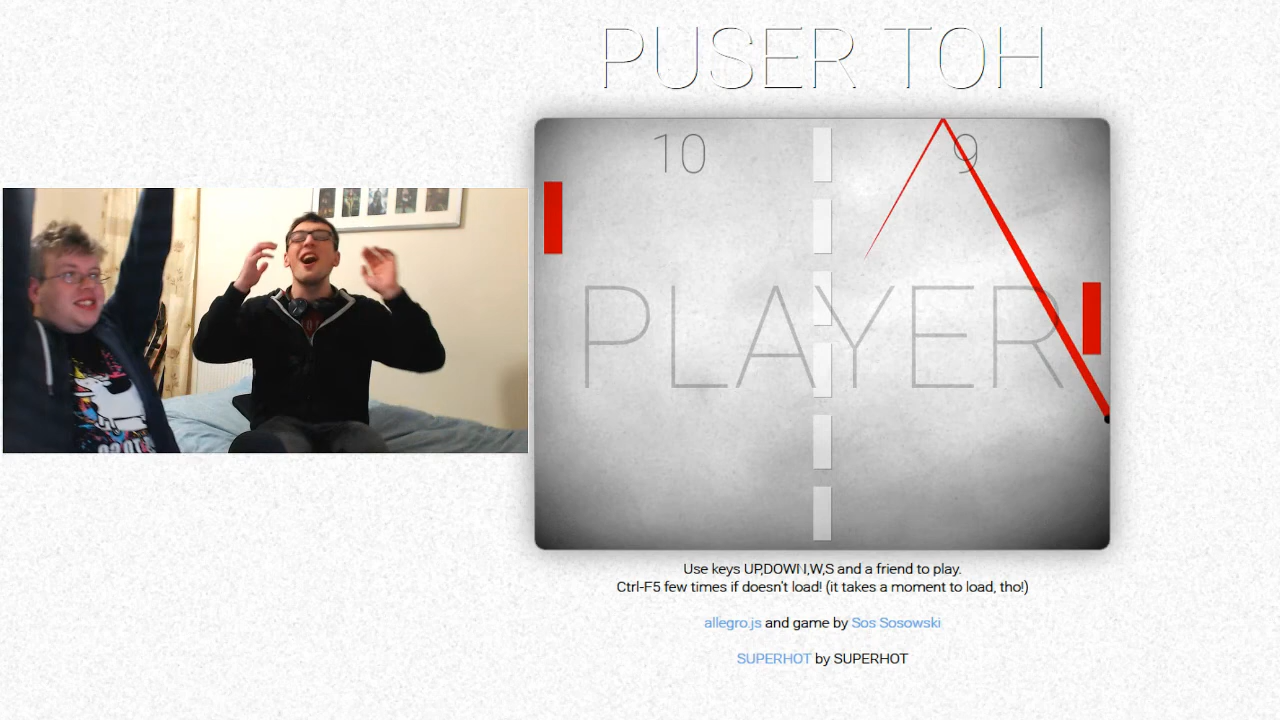 PUSER TOH
10 9
PLAYER
Use keys UP,DOWN,W,S and a friend to play.
Ctrl-F5 few times if doesn't load! (it takes a moment to load, tho!)
allegro.js and game by Sos Sosowski
SUPERHOT by SUPERHOT